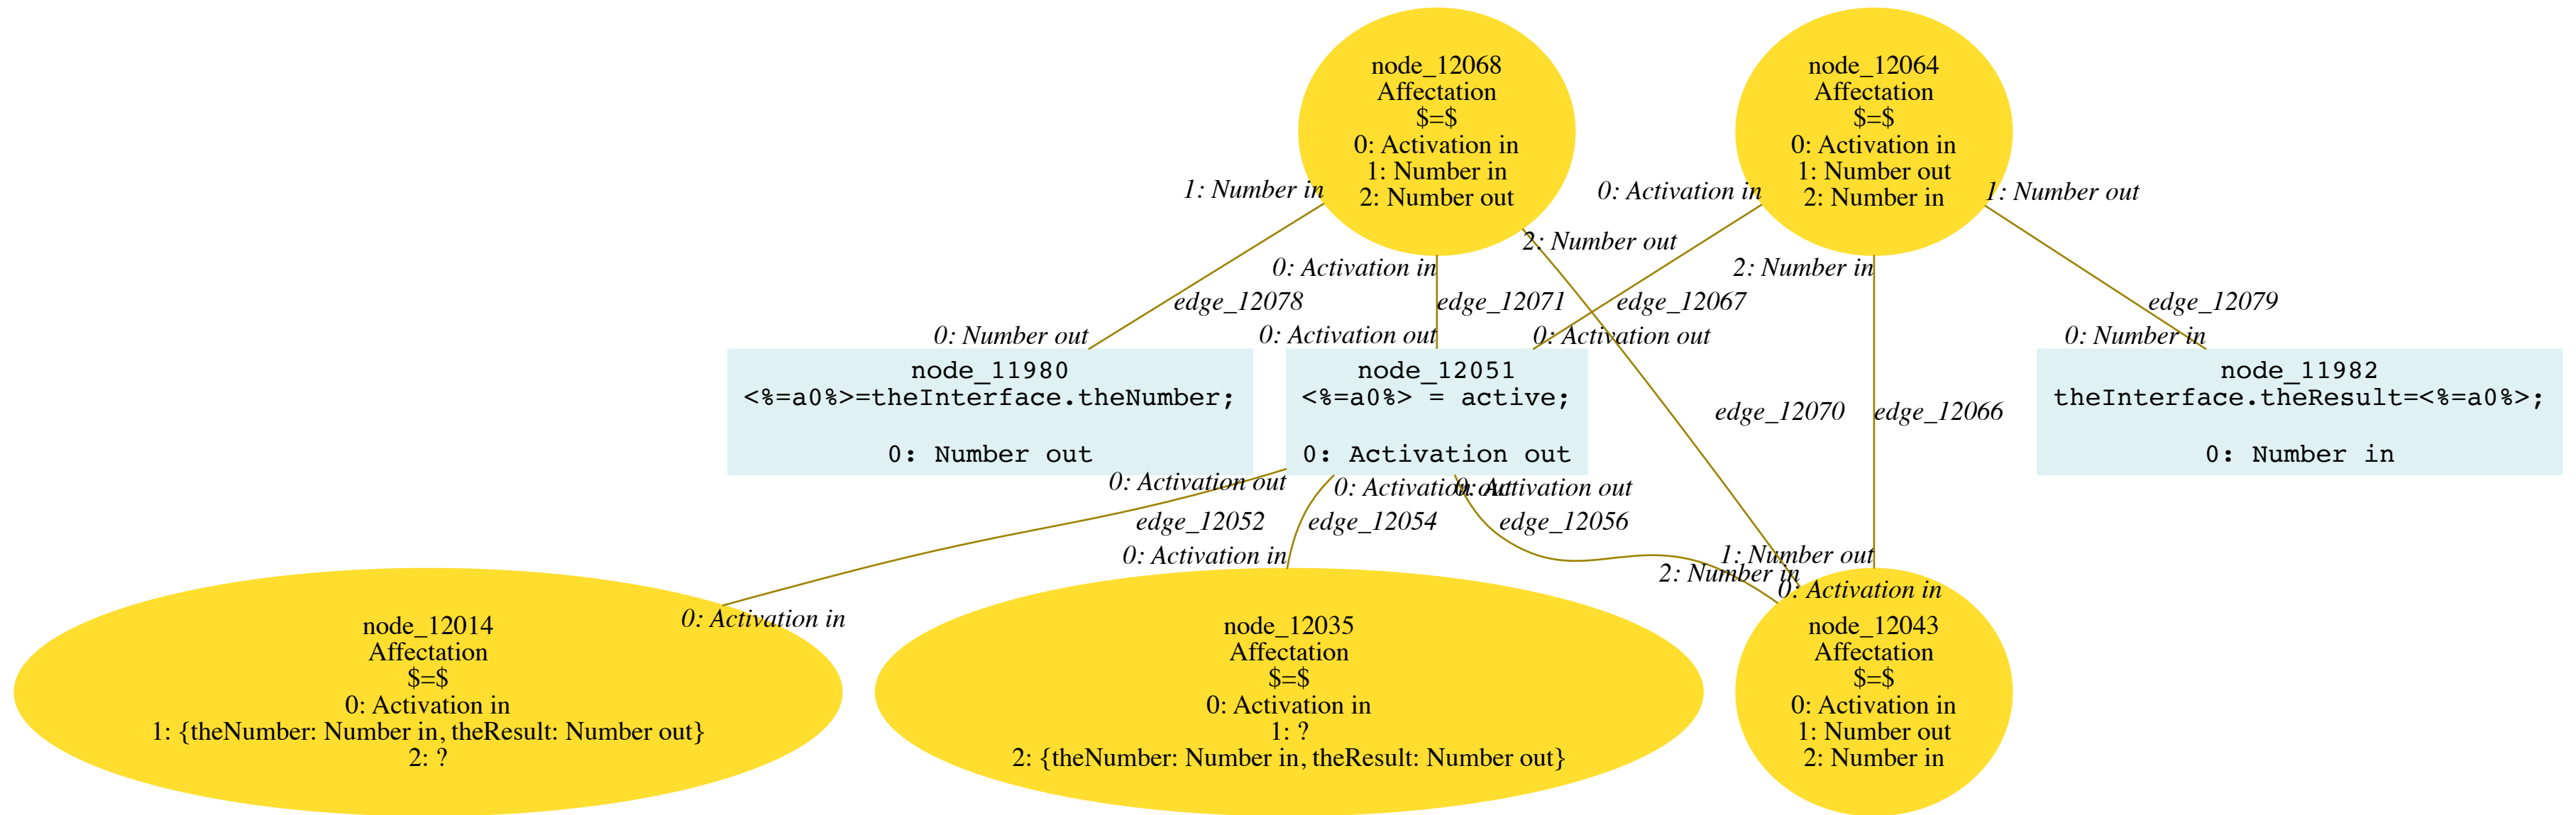 node_12068
Affectation
$=$
0: Activation in
1: Number in
2: Number out
node_12064
Affectation
$=$
0: Activation in
1: Number out
2: Number in
1: Number in
0: Activation in
1: Number out
2: Number out
0: Activation in
2: Number in
edge_12078
edge_12071
edge_12067
edge_12079
0: Number out
0: Activation out
0: Activation out
0: Number in
node_11980
<%=a0%>=theInterface.theNumber;
0: Number out
node_12051
<%=a0%> = active;
0: Activation out
node_11982
theInterface.theResult=<%=a0%>;
0: Number in
edge_12070
edge_12066
0: Activation out
0: Activation out
0: Activation out
edge_12052
edge_12054
edge_12056
0: Activation in
1: Number out
2: Number in
0: Activation in
0: Activation in
node_12014
Affectation
$=$
0: Activation in
1: {theNumber: Number in, theResult: Number out}
2: ?
node_12035
Affectation
$=$
0: Activation in
1: ?
2: {theNumber: Number in, theResult: Number out}
node_12043
Affectation
$=$
0: Activation in
1: Number out
2: Number in